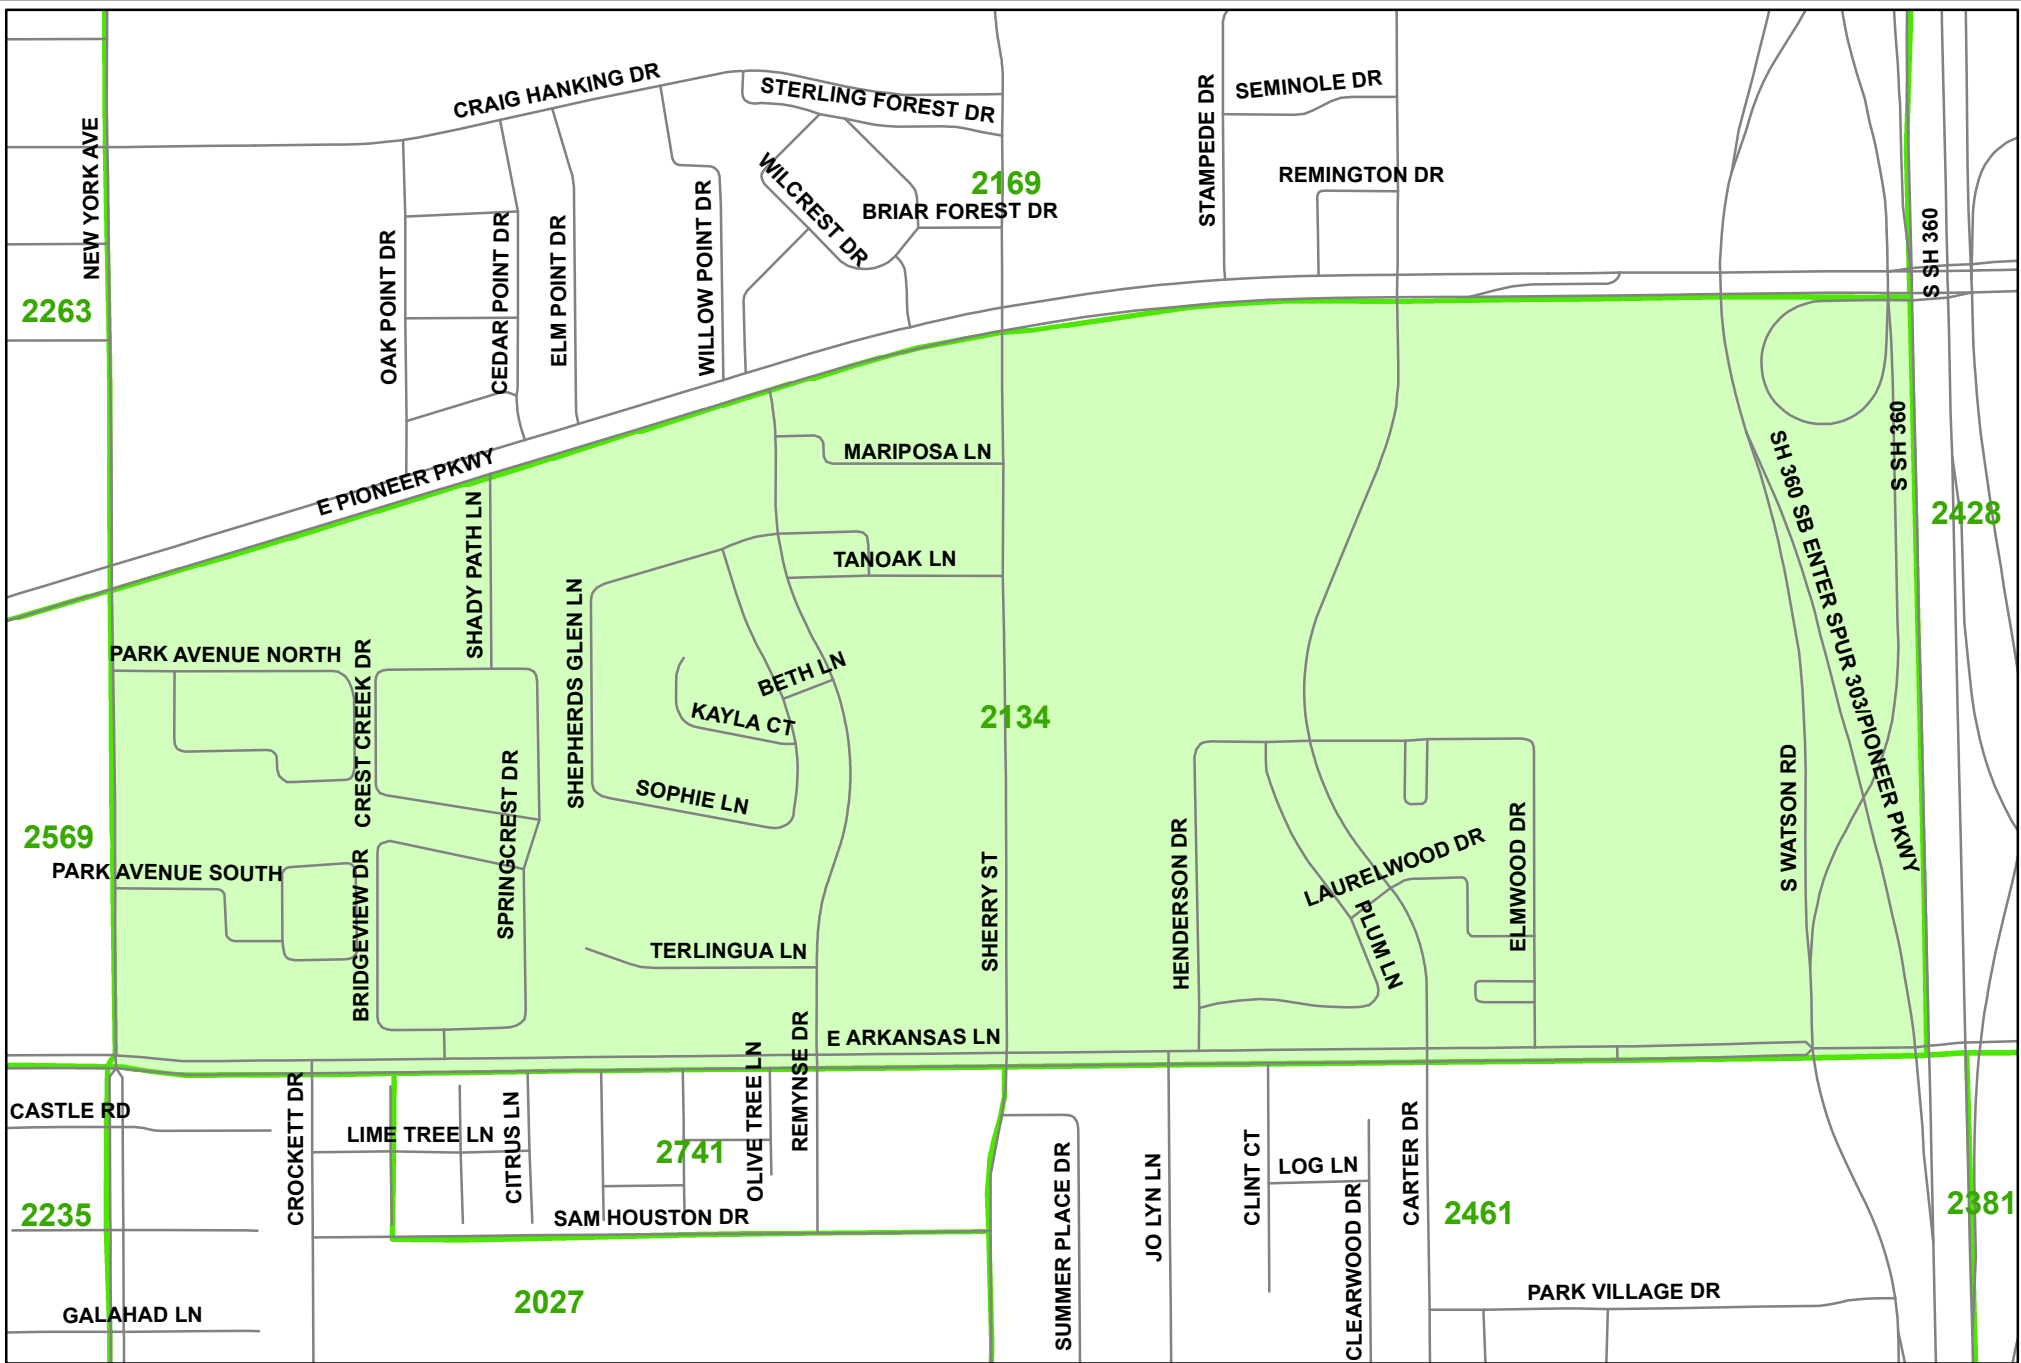 CRAIG HANKING DR
STERLING FOREST DR
STAMPEDE DR
SEMINOLE DR
NEW YORK AVE
WILCREST DR
2169
REMINGTON DR
BRIAR FOREST DR
OAK POINT DR
CEDAR POINT DR
ELM POINT DR
WILLOW POINT DR
S SH 360
2263
E PIONEER PKWY
MARIPOSA LN
S SH 360
2428
SH 360 SB ENTER SPUR 303/PIONEER PKWY
SHADY PATH LN
TANOAK LN
SHEPHERDS GLEN LN
PARK AVENUE NORTH
CREST CREEK DR
BETH LN
KAYLA CT
2134
SOPHIE LN
SPRINGCREST DR
S WATSON RD
2569
PARK AVENUE SOUTH
BRIDGEVIEW DR
SHERRY ST
HENDERSON DR
LAURELWOOD DR
PLUM LN
ELMWOOD DR
TERLINGUA LN
E ARKANSAS LN
REMYNSE DR
OLIVE TREE LN
CASTLE RD
CROCKETT DR
LIME TREE LN
CITRUS LN
2741
SUMMER PLACE DR
JO LYN LN
CLINT CT
LOG LN
CLEARWOOD DR
CARTER DR
2461
2381
2235
SAM HOUSTON DR
2027
GALAHAD LN
PARK VILLAGE DR